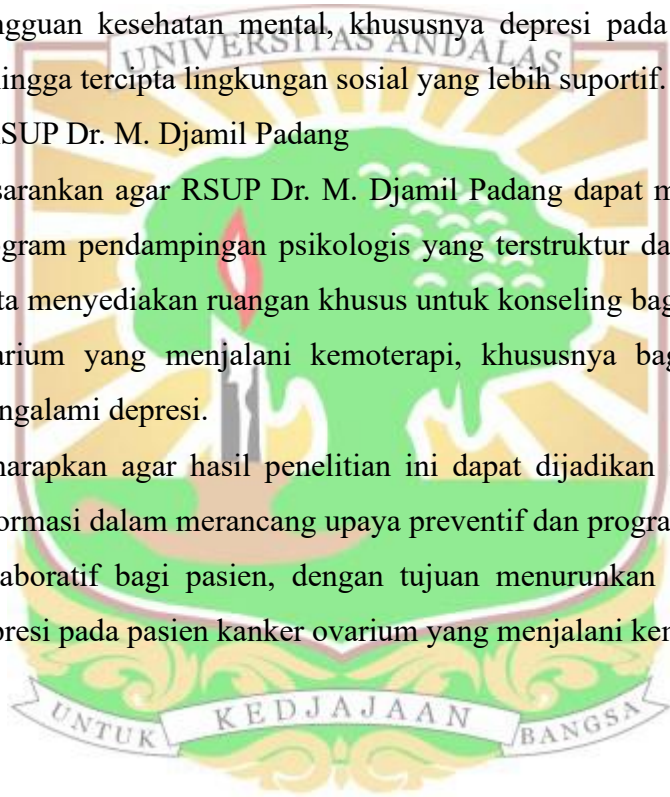 ngguan kesehatan mental, khususnya depresi pada
UNIVERSITAS ANDALAS
ingga tercipta lingkungan sosial yang lebih suportif.
SUP Dr. M. Djamil Padang
sarankan agar RSUP Dr. M. Djamil Padang dapat m
gram pendampingan psikologis yang terstruktur da
ta menyediakan ruangan khusus untuk konseling bag
arium yang menjalani kemoterapi, khususnya bag
ngalami depresi.
harapkan agar hasil penelitian ini dapat dijadikan
ormasi dalam merancang upaya preventif dan progra
laboratif bagi pasien, dengan tujuan menurunkan
presi pada pasien kanker ovarium yang menjalani ken
UNTUK KEDJAJAAN BANGSA